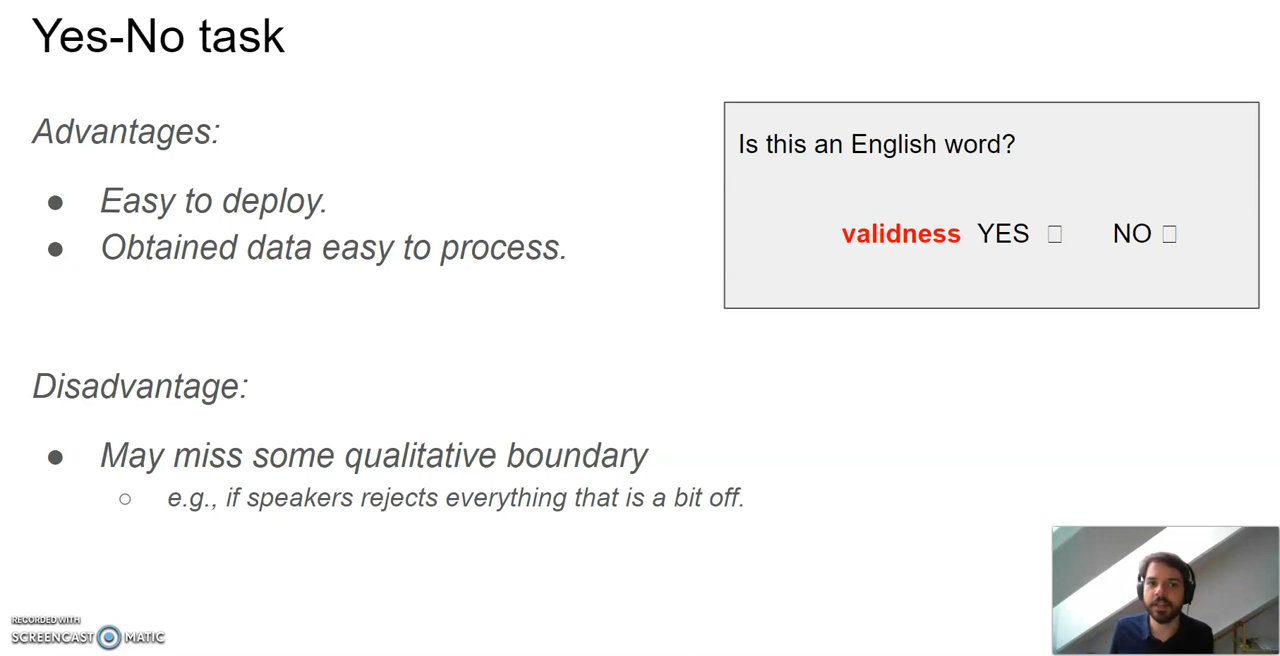 Yes-No task
Advantages:
● Easy to deploy.
● Obtained data easy to process.
Is this an English word?
validness YES □ NO □
Disadvantage:
● May miss some qualitative boundary
○ e.g., if speakers rejects everything that is a bit off.
RECORDED WITH
SCREENCAST MATIC